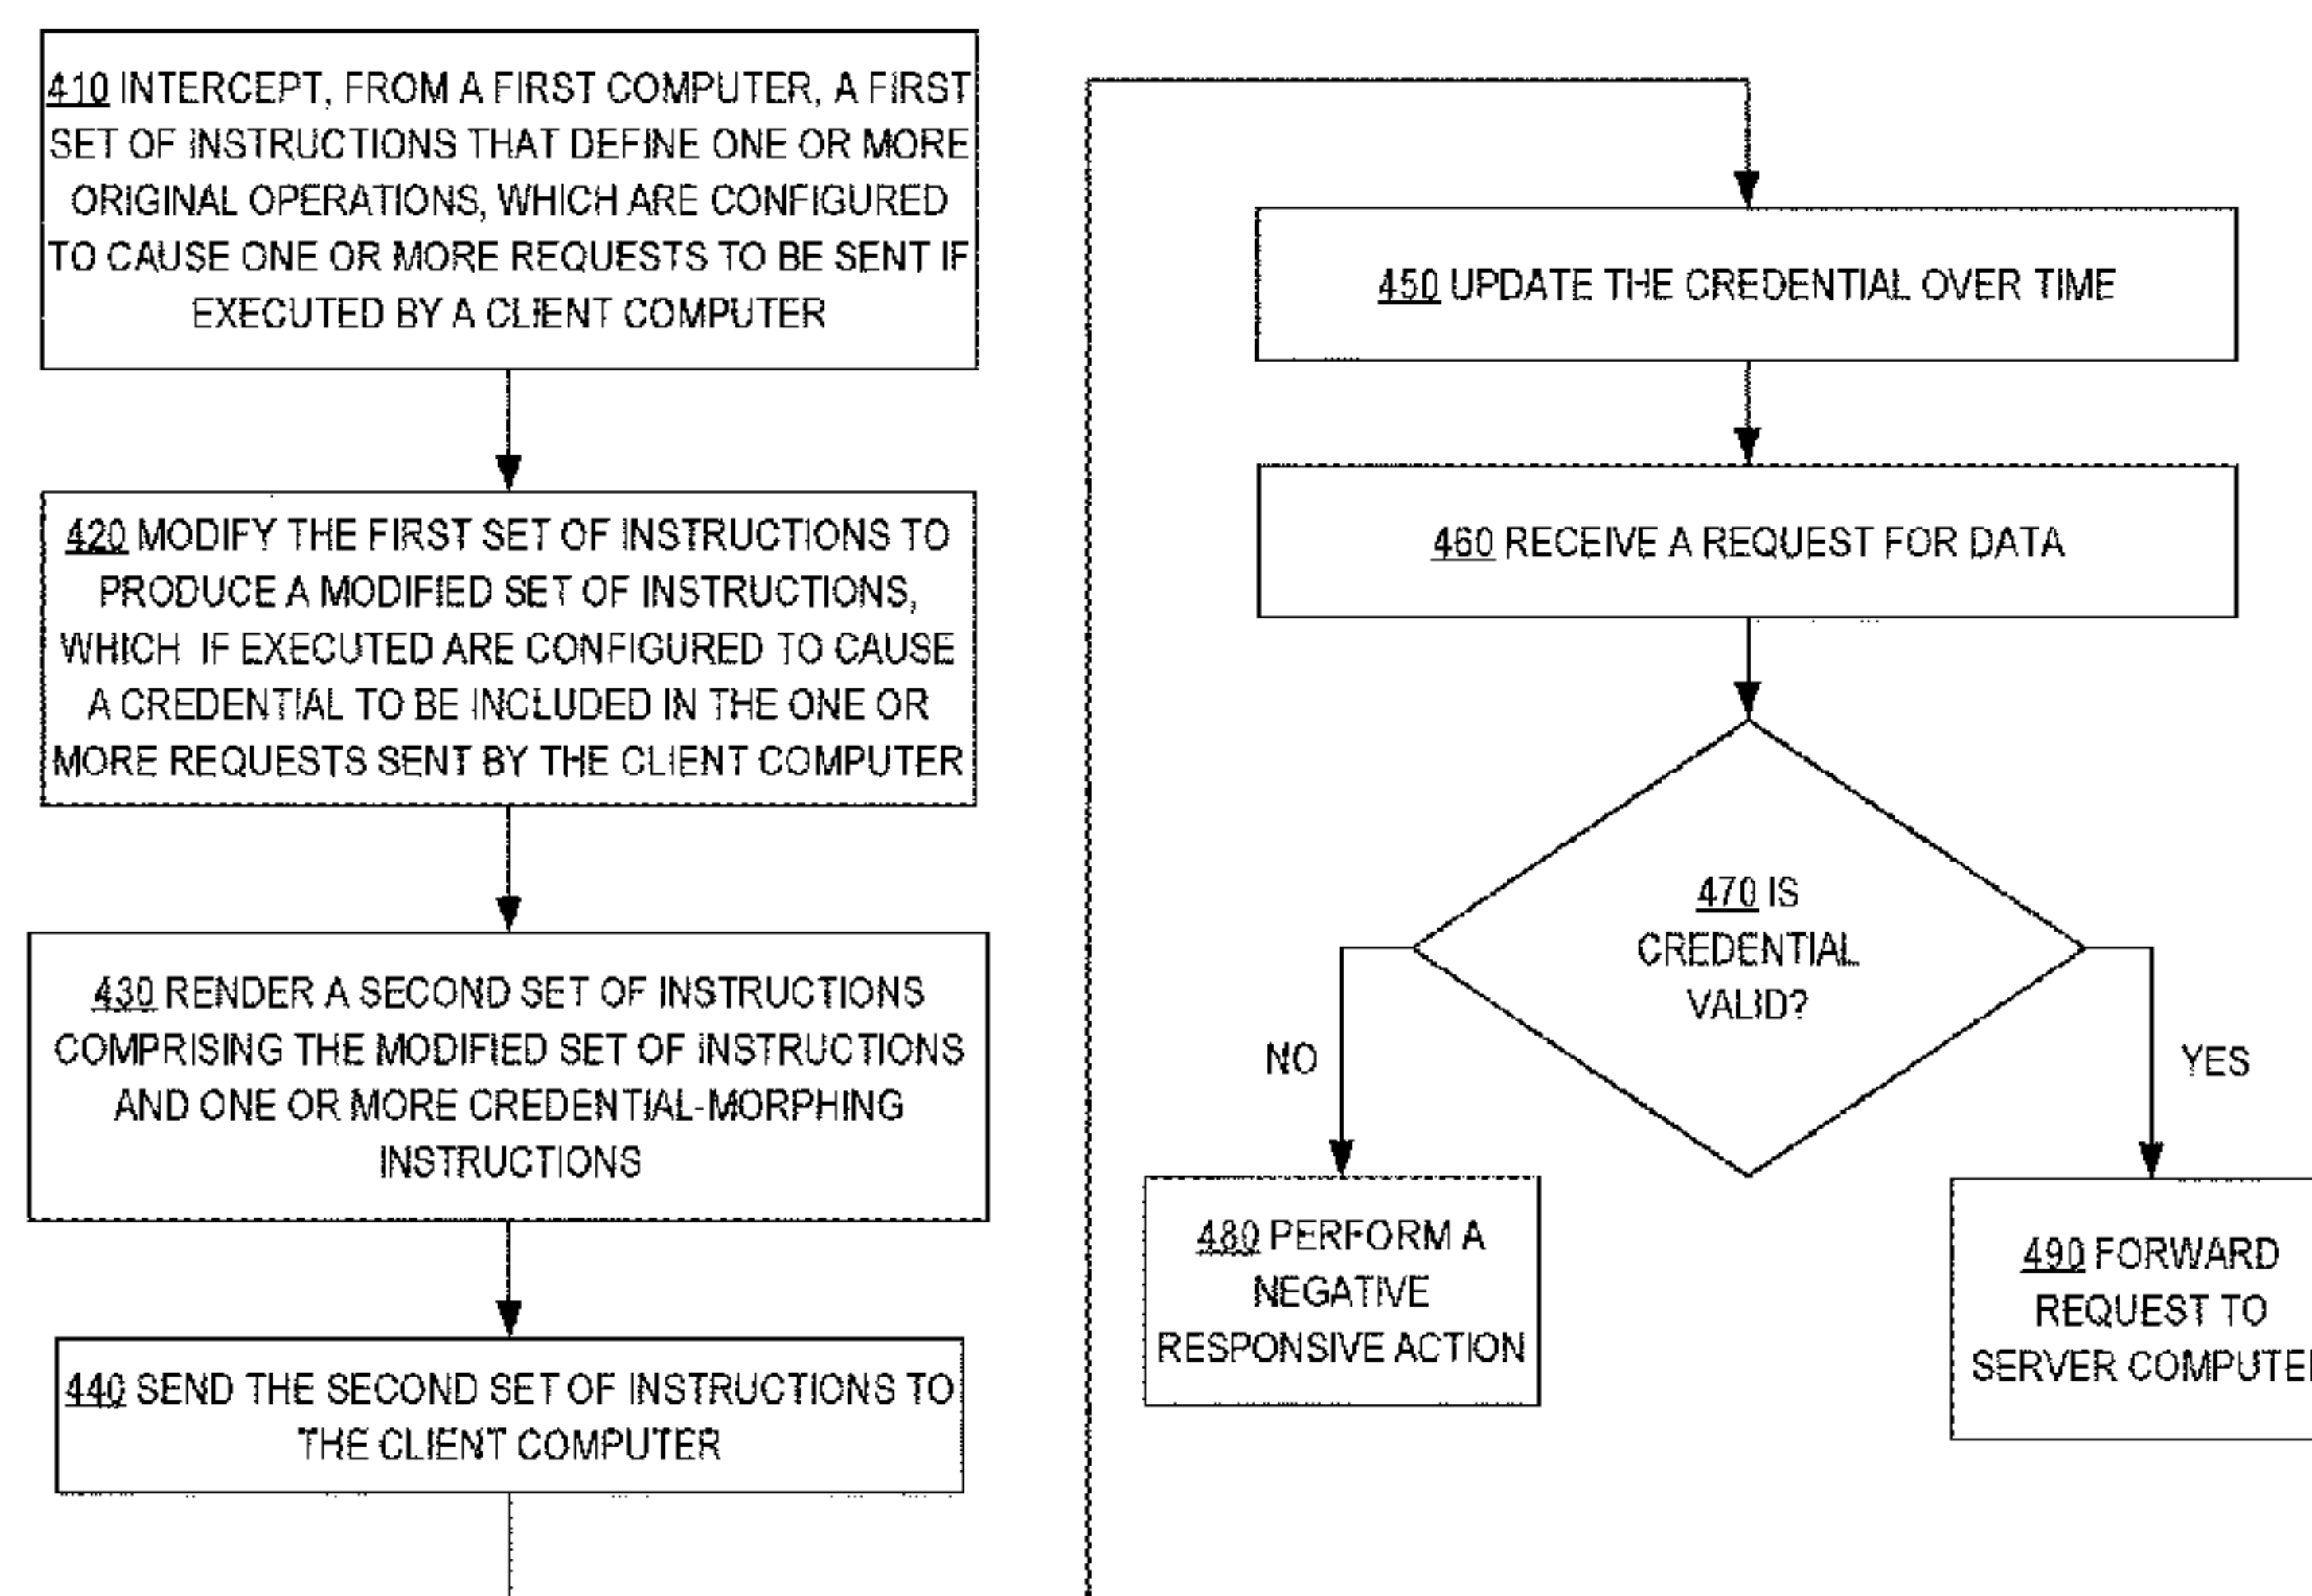 410 INTERCEPT, FROM A FIRST COMPUTER, A FIRST
SET OF INSTRUCTIONS THAT DEFINE ONE OR MORE
ORIGINAL OPERATIONS, WHICH ARE CONFIGURED
TO CAUSE ONE OR MORE REQUESTS TO BE SENT IF
EXECUTED BY A CLIENT COMPUTER
420 MODIFY THE FIRST SET OF INSTRUCTIONS TO
PRODUCE A MODIFIED SET OF INSTRUCTIONS,
WHICH IF EXECUTED ARE CONFIGURED TO CAUSE
A CREDENTIAL TO BE INCLUDED IN THE ONE OR
MORE REQUESTS SENT BY THE CLIENT COMPUTER
430 RENDER A SECOND SET OF INSTRUCTIONS
COMPRISING THE MODIFIED SET OF INSTRUCTIONS
AND ONE OR MORE CREDENTIAL-MORPHING
INSTRUCTIONS
440 SEND THE SECOND SET OF INSTRUCTIONS TO
THE CLIENT COMPUTER
450 UPDATE THE CREDENTIAL OVER TIME
460 RECEIVE A REQUEST FOR DATA
470 IS
CREDENTIAL
VALID?
NO
YES
480 PERFORM A
NEGATIVE
RESPONSIVE ACTION
490 FORWARD
REQUEST TO
SERVER